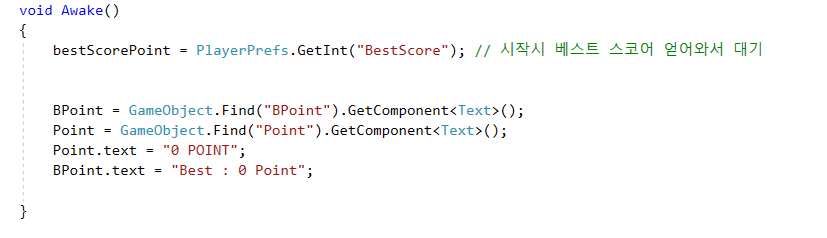 void Awake()
{
bestScorePoint = PlayerPrefs.GetInt("BestScore"); // 시작시 베스트 스코어 얻어와서 대기
BPoint = GameObject.Find("BPoint").GetComponent<Text>();
Point = GameObject.Find("Point").GetComponent<Text>();
Point.text = "0 POINT";
BPoint.text = "Best : 0 Point";
}